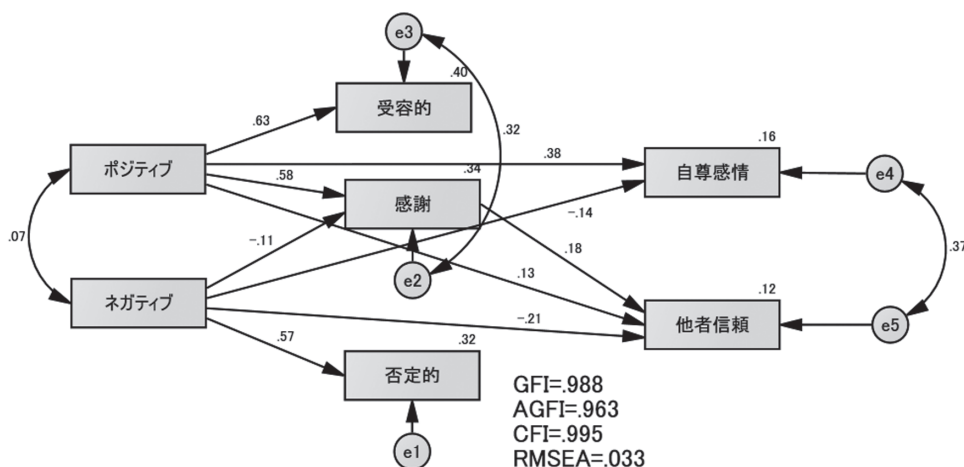 e3
.40
受容的
.63
.32
.16
ポジティブ
.38
自尊感情
e4
.58
.34
感謝
-.14
.07
-.11
.18
.37
e2
.13
.12
ネガティブ
-.21
他者信頼
e5
.57
.32
否定的
GFI=.988
AGFI=.963
CFI=.995
e1
RMSEA=.033